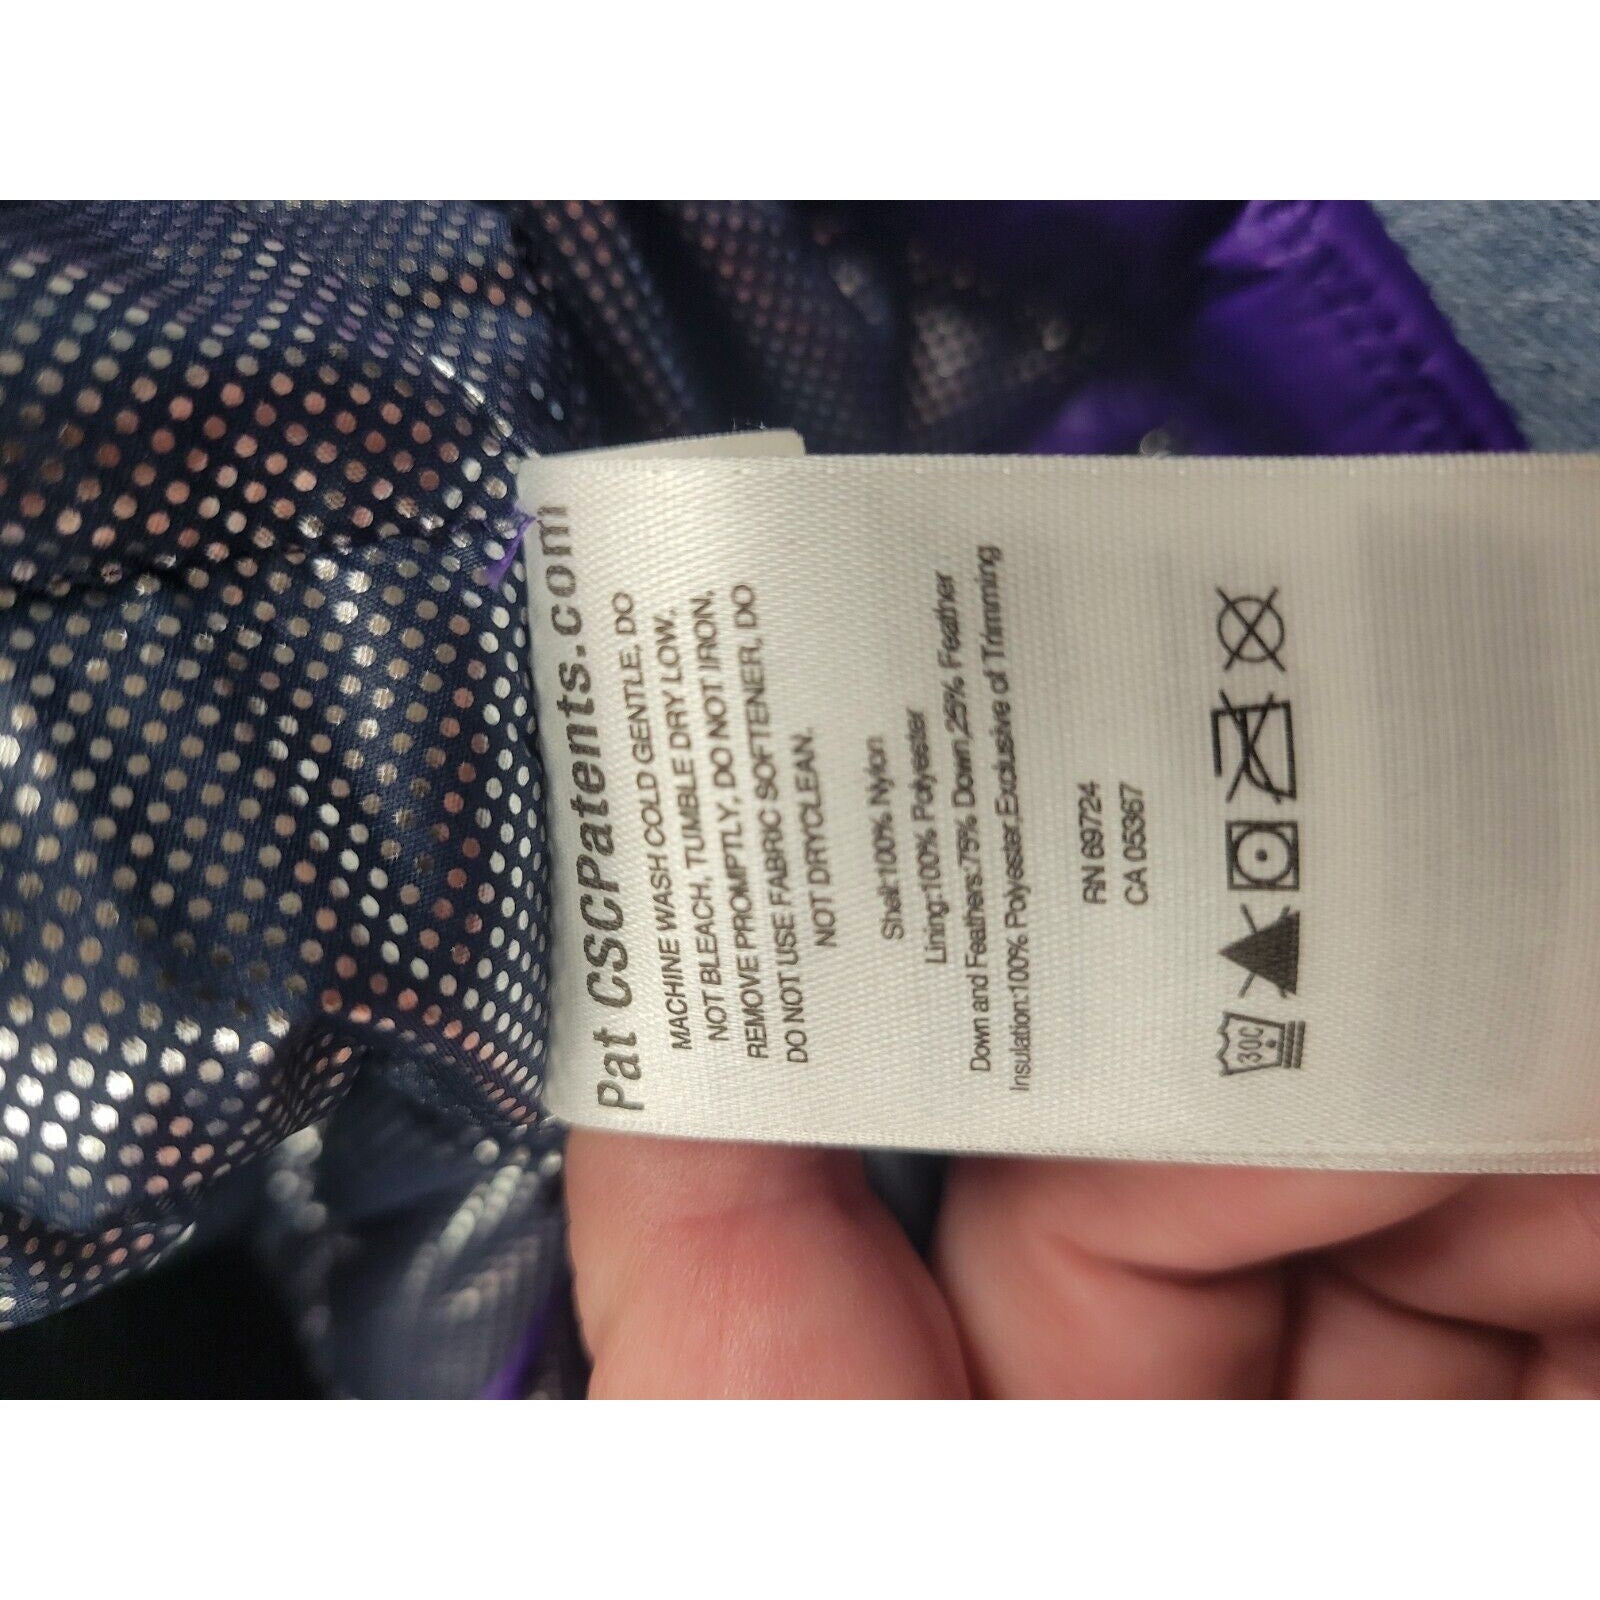 Pat cscPatents.com
MACHINE WASH COLD GENTLE, DO
NOT BLEACH, TUMBLE DRY LOW,
REMOVE PROMPTLY, DO NOT IRON,
DO NOT USE FABRIC SOFTENER, DO
NOT DRYCLEAN.
Shell:100% Nylon
Lining:100% Polyester
Down and Feathers:75% Down,25% Feather
Insulation:100% Polyester,Exclusive of Trimming
RN 69724
CA 05367
30C